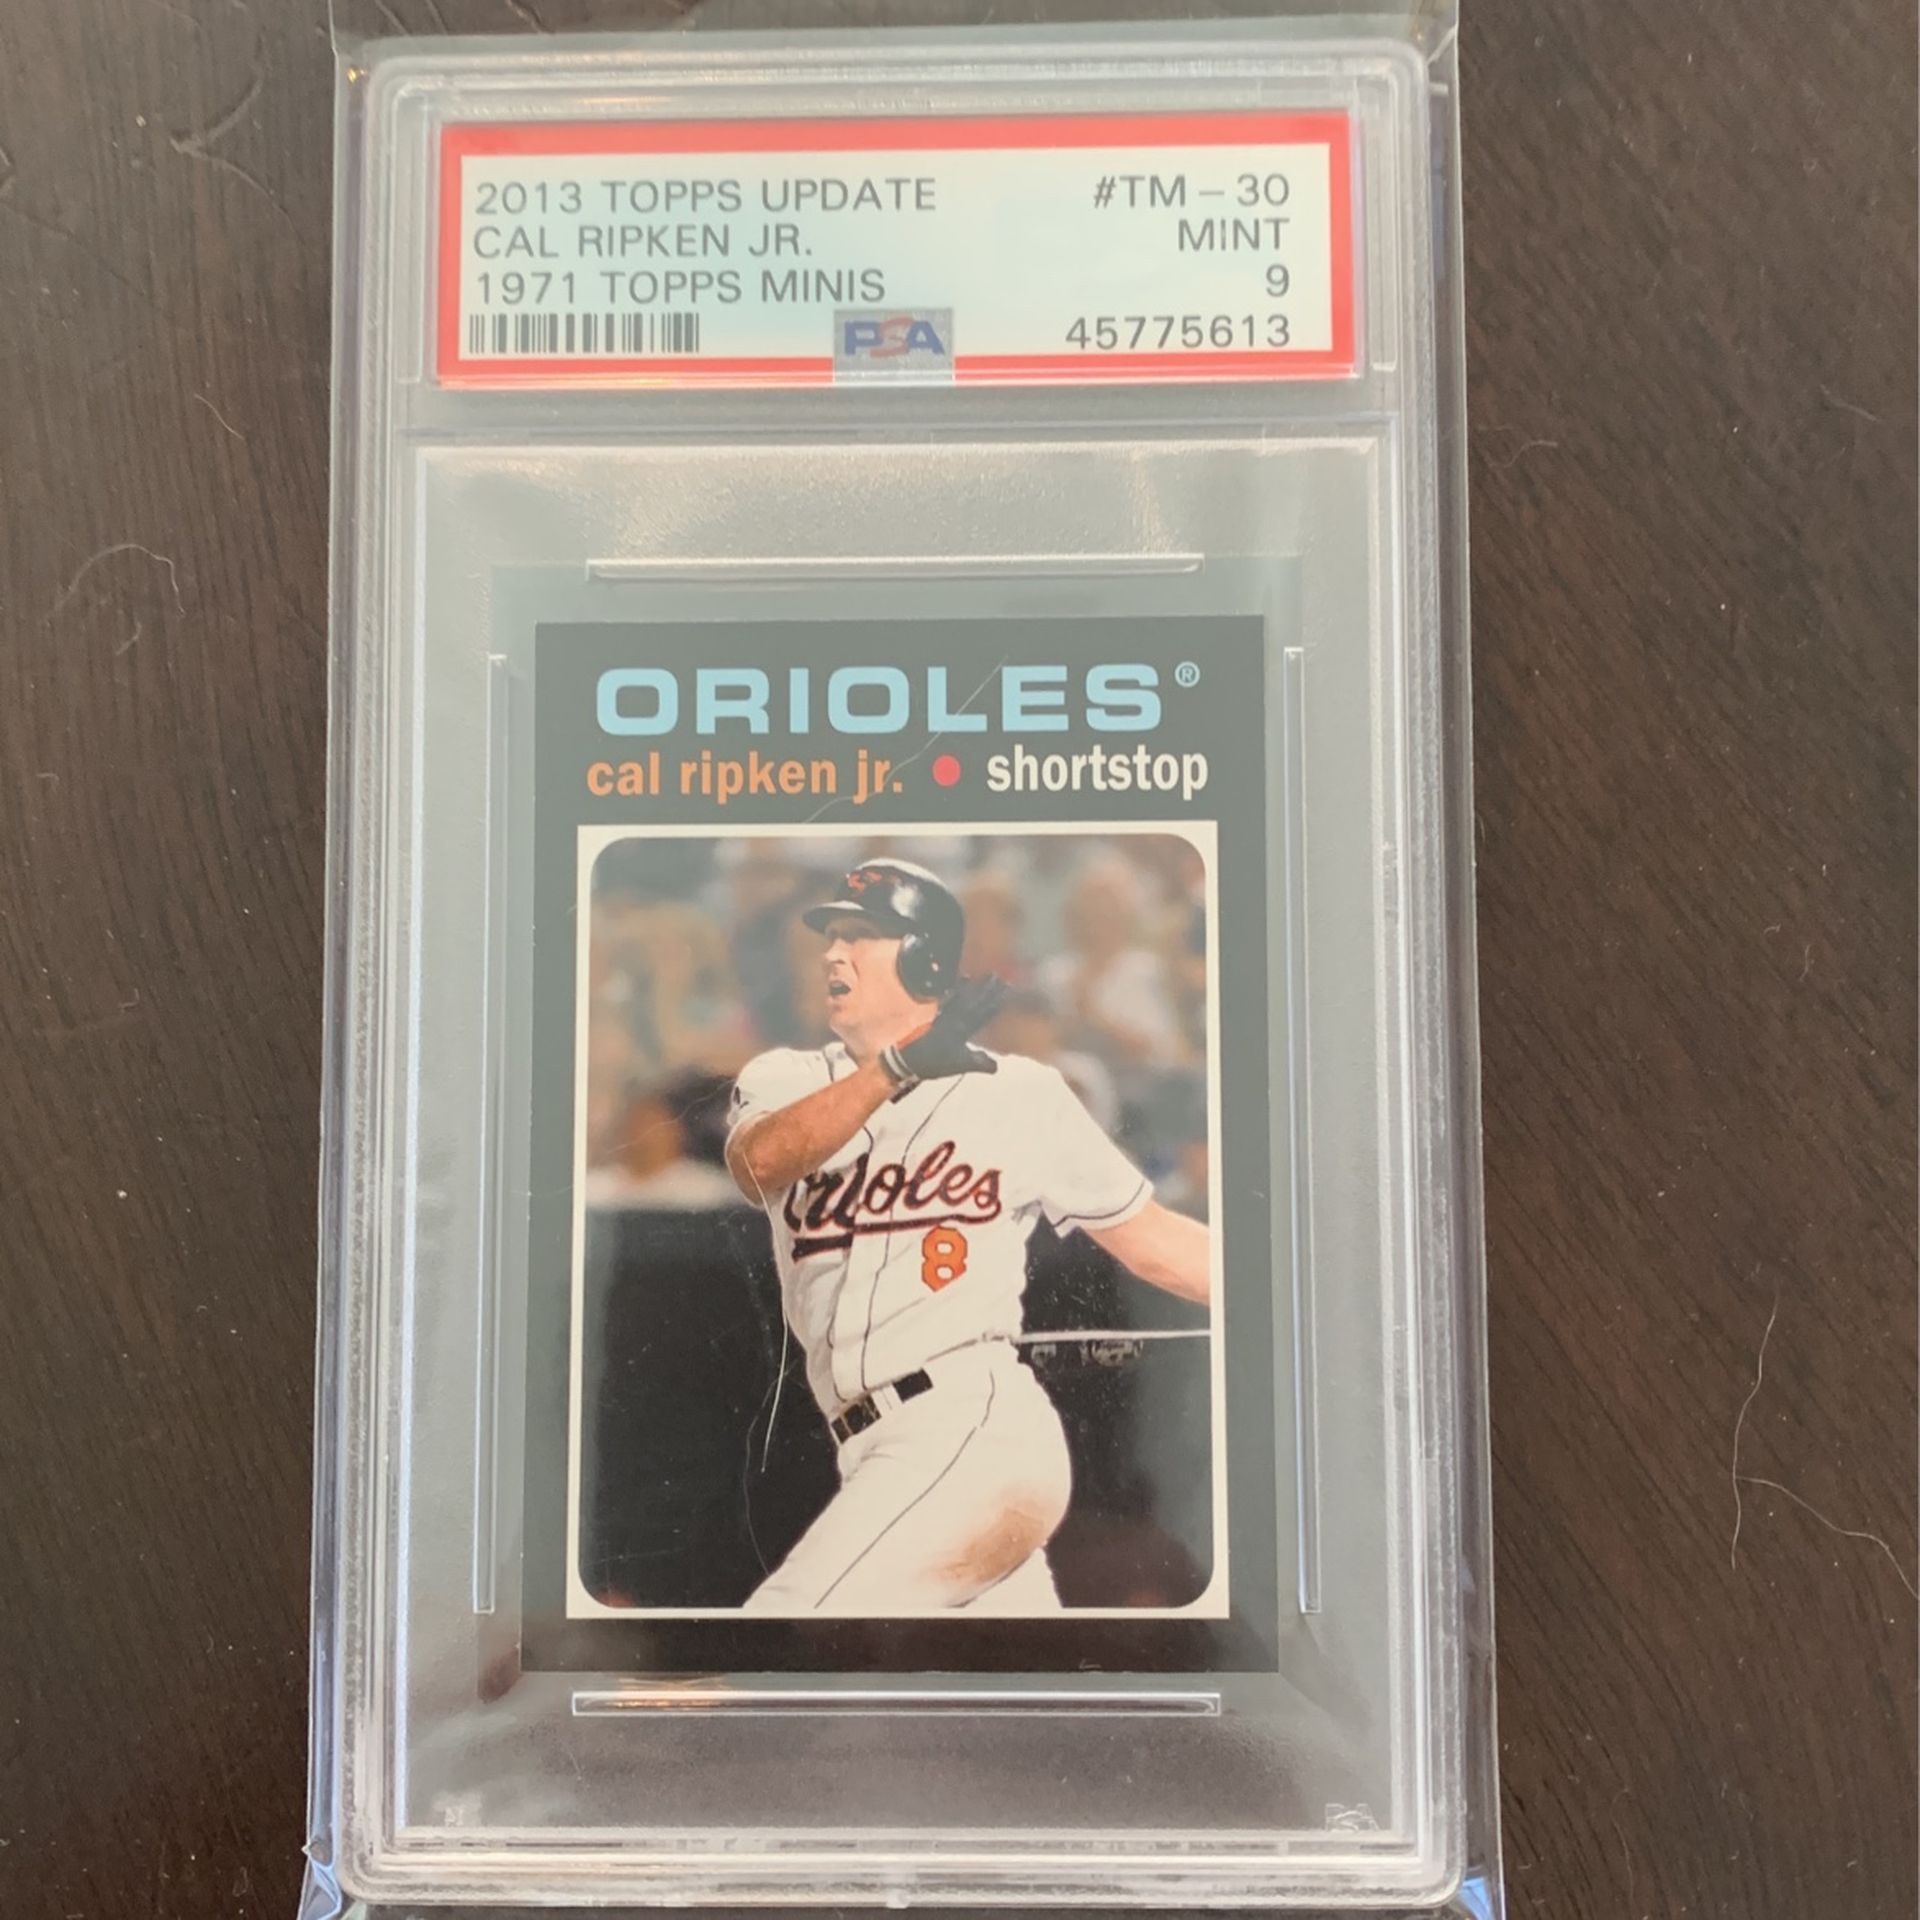 2013 TOPPS UPDATE #TM-30
CAL RIPKEN JR. MINT
1971 TOPPS MINIS 9
PSA 45775613
ORIOLES®
cal ripken jr. • shortstop
Orioles
8